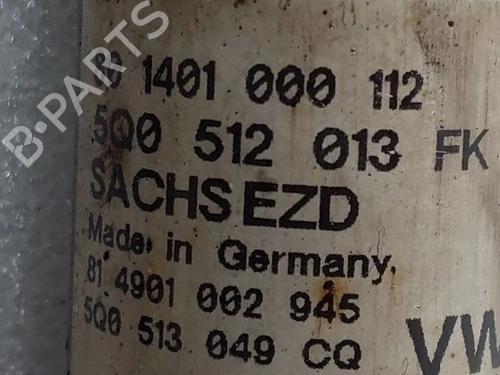 B-PARTS
1401 000 112
5Q0 512 013 FK
SACHS EZD
Made in Germany.
81 4901 002 945
5Q0 513 049 CQ
VW